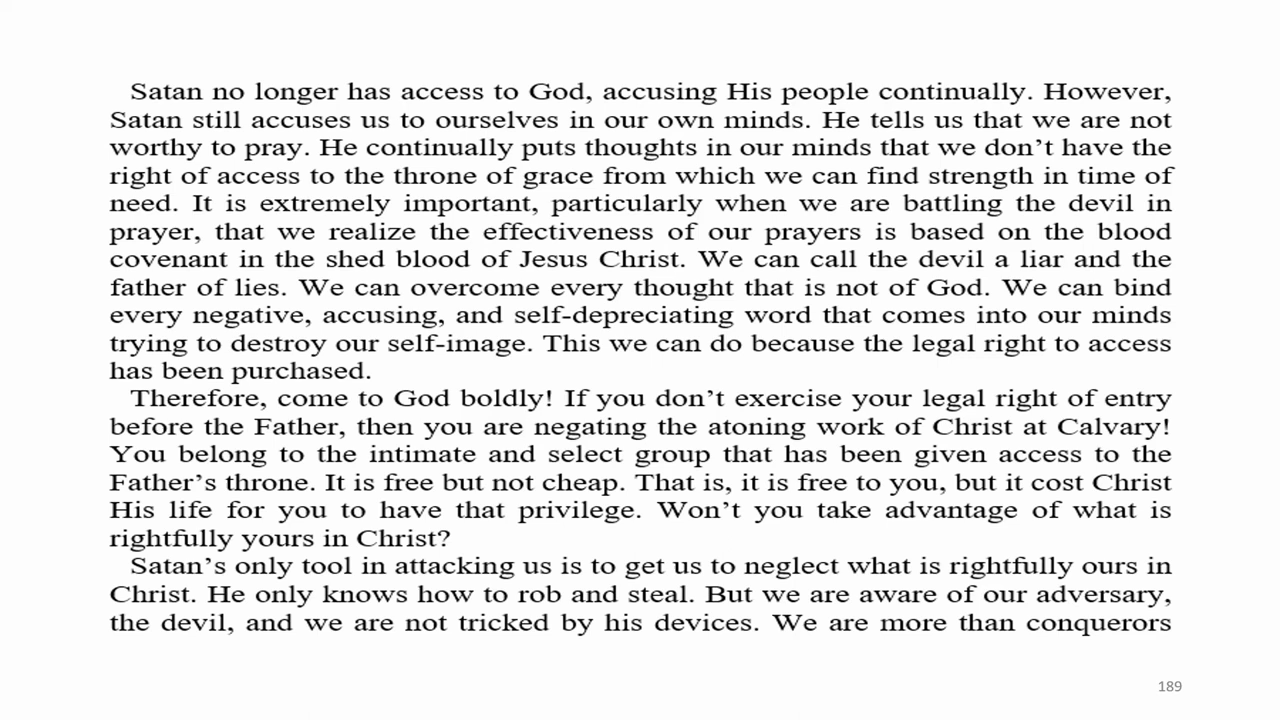 Satan no longer has access to God, accusing His people continually. However,
Satan still accuses us to ourselves in our own minds. He tells us that we are not
worthy to pray. He continually puts thoughts in our minds that we don’t have the
right of access to the throne of grace from which we can find strength in time of
need. It is extremely important, particularly when we are battling the devil in
prayer, that we realize the effectiveness of our prayers is based on the blood
covenant in the shed blood of Jesus Christ. We can call the devil a liar and the
father of lies. We can overcome every thought that is not of God. We can bind
every negative, accusing, and self-depreciating word that comes into our minds
trying to destroy our self-image. This we can do because the legal right to access
has been purchased.
Therefore, come to God boldly! If you don’t exercise your legal right of entry
before the Father, then you are negating the atoning work of Christ at Calvary!
You belong to the intimate and select group that has been given access to the
Father’s throne. It is free but not cheap. That is, it is free to you, but it cost Christ
His life for you to have that privilege. Won’t you take advantage of what is
rightfully yours in Christ?
Satan’s only tool in attacking us is to get us to neglect what is rightfully ours in
Christ. He only knows how to rob and steal. But we are aware of our adversary,
the devil, and we are not tricked by his devices. We are more than conquerors
189